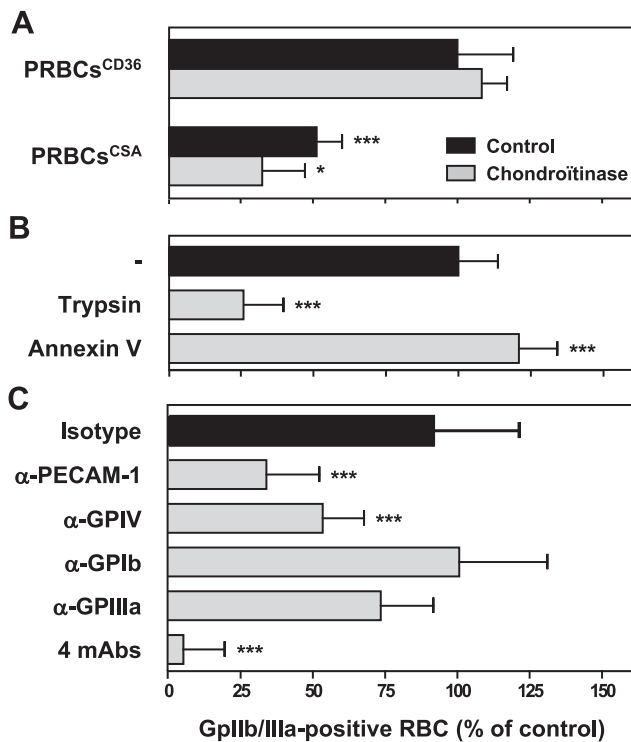 A
PRBCs^CD36
PRBCs^CSA
***
*
Control
Chondroïtinase
B
-
Trypsin
***
Annexin V
***
C
Isotype
α-PECAM-1
***
α-GPIV
***
α-GPIb
α-GPIIIa
4 mAbs
***
0 25 50 75 100 125 150
GpIIb/IIIa-positive RBC (% of control)